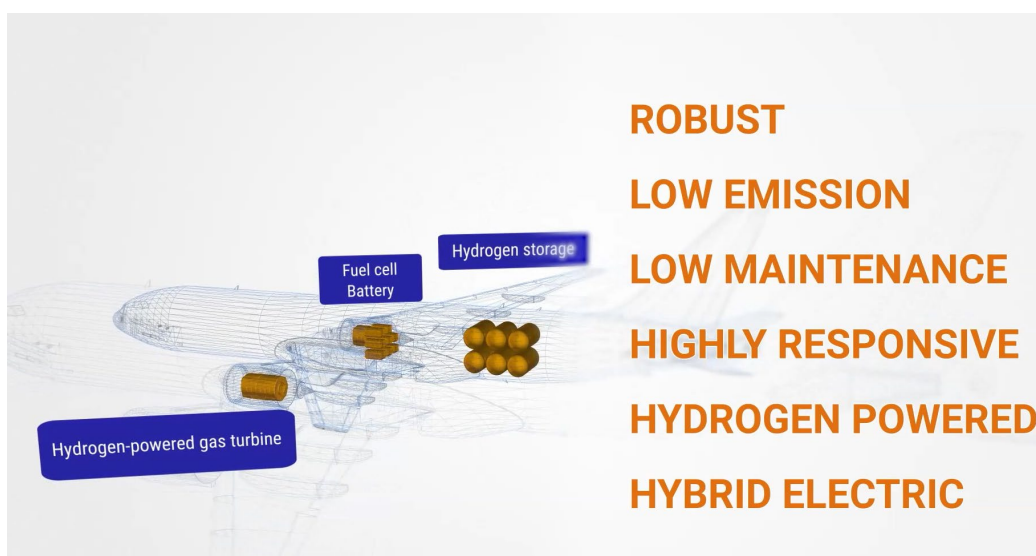 ROBUST
LOW EMISSION
Hydrogen storage
Fuel cell
Battery
LOW MAINTENANCE
HIGHLY RESPONSIVE
Hydrogen-powered gas turbine
HYDROGEN POWERED
HYBRID ELECTRIC